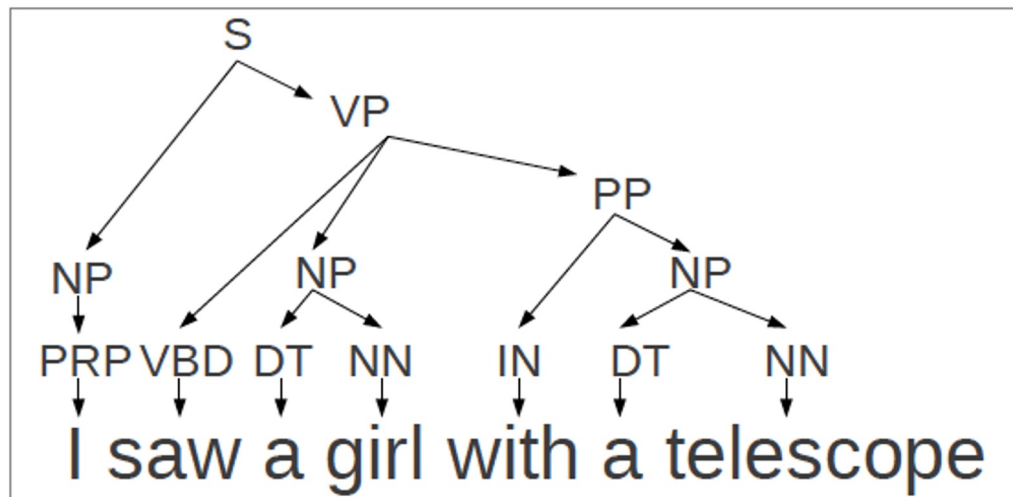 S
VP
PP
NP NP NP
PRP VBD DT NN IN DT NN
I saw a girl with a telescope